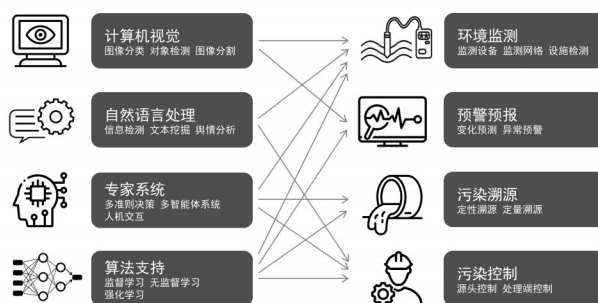 计算机视觉
图像分类 对象检测 图像分割
环境监测
监测设备 监测网络 设施检测
自然语言处理
信息检测 文本挖掘 舆情分析
预警预报
变化预测 异常预警
专家系统
多准则决策 多智能体系统
人机交互
污染溯源
定性溯源 定量溯源
算法支持
监督学习 无监督学习
强化学习
污染控制
源头控制 处理端控制